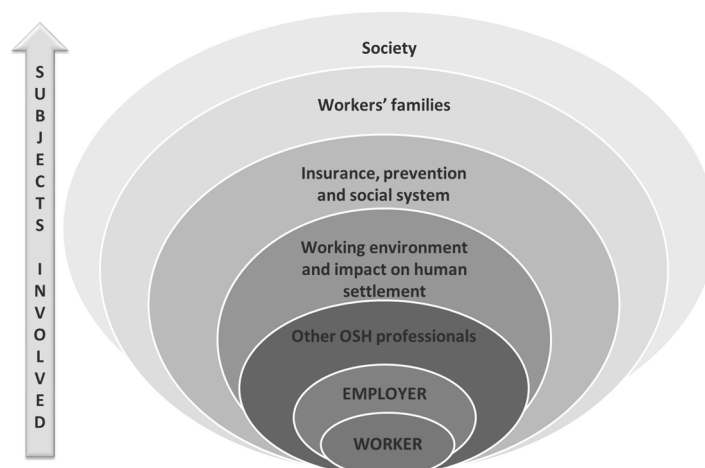 SUBJECTS INVOLVED
Society
Workers' families
Insurance, prevention
and social system
Working environment
and impact on human
settlement
Other OSH professionals
EMPLOYER
WORKER